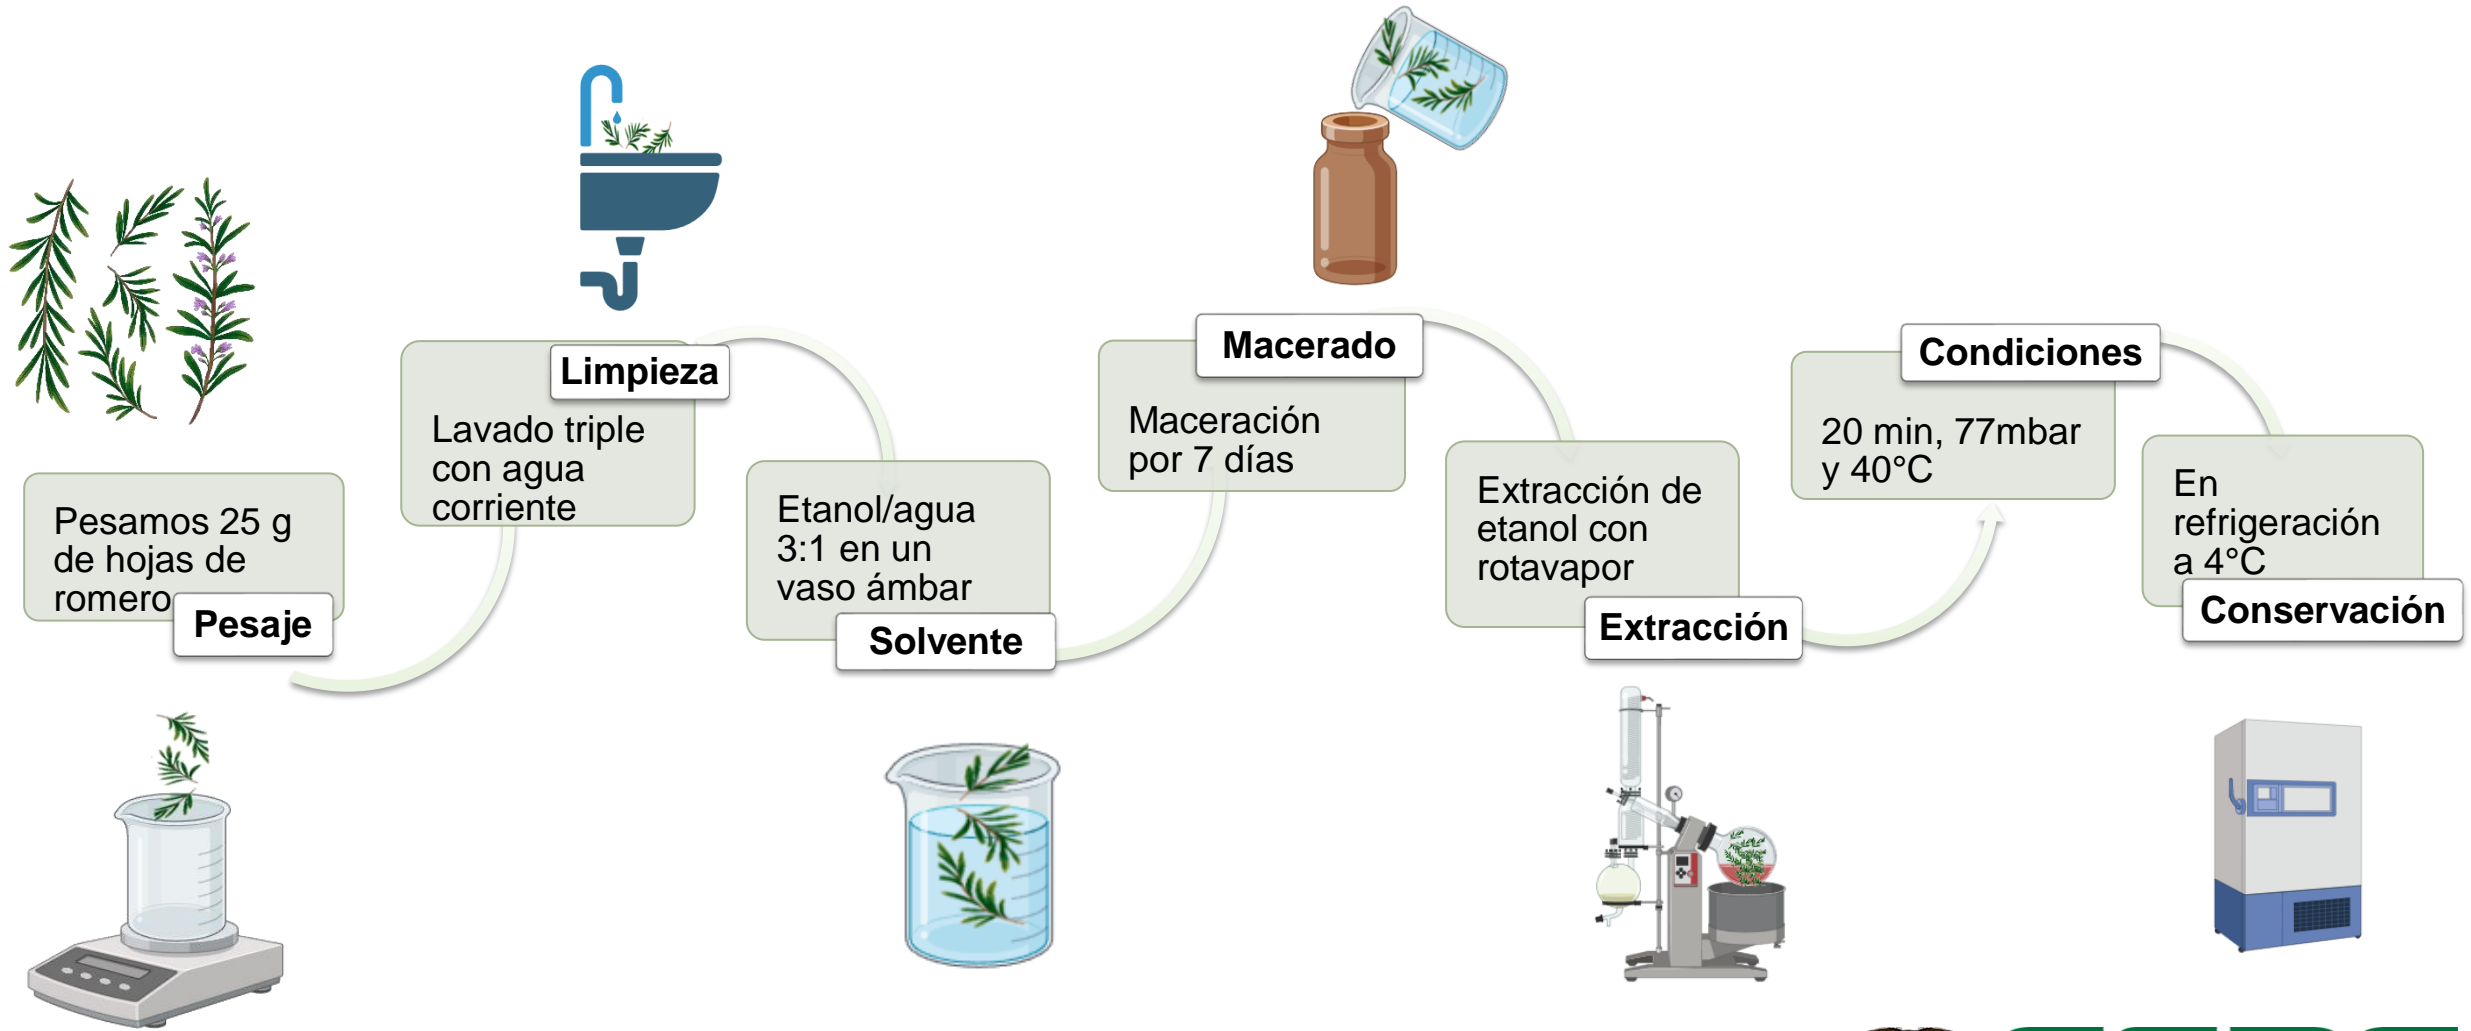 Pesamos 25 g
de hojas de
romero
Pesaje
Limpieza
Lavado triple
con agua
corriente
Etanol/agua
3:1 en un
vaso ámbar
Solvente
Macerado
Maceración
por 7 días
Extracción de
etanol con
rotavapor
Extracción
Condiciones
20 min, 77mbar
y 40°C
En
refrigeración
a 4°C
Conservación